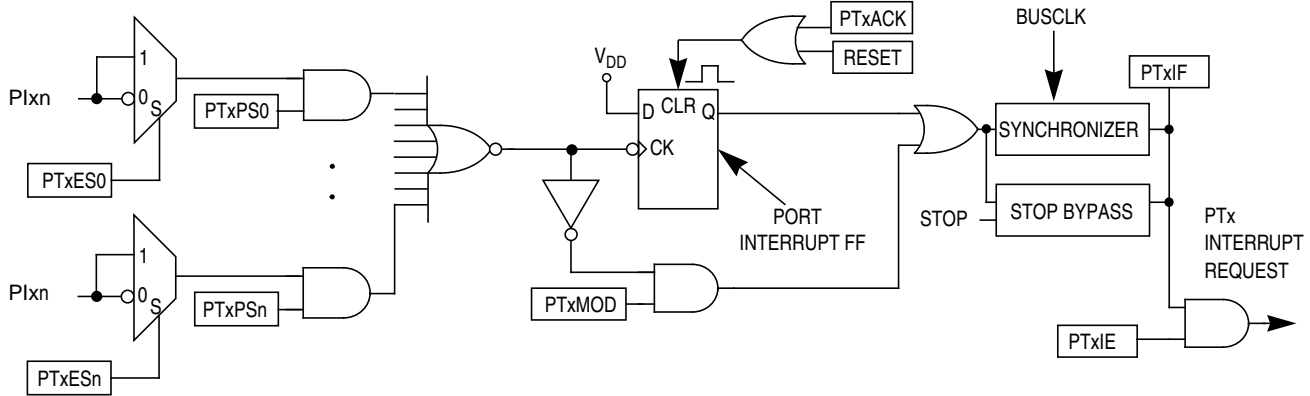 PIxn
1
0
S
PTxES0
PTxPS0
PIxn
1
0
S
PTxESn
PTxPSn
VDD
D
CLR
Q
CK
PTxACK
RESET
PORT
INTERRUPT FF
PTxMOD
BUSCLK
SYNCHRONIZER
STOP
STOP BYPASS
PTxIF
PTx
INTERRUPT
REQUEST
PTxIE